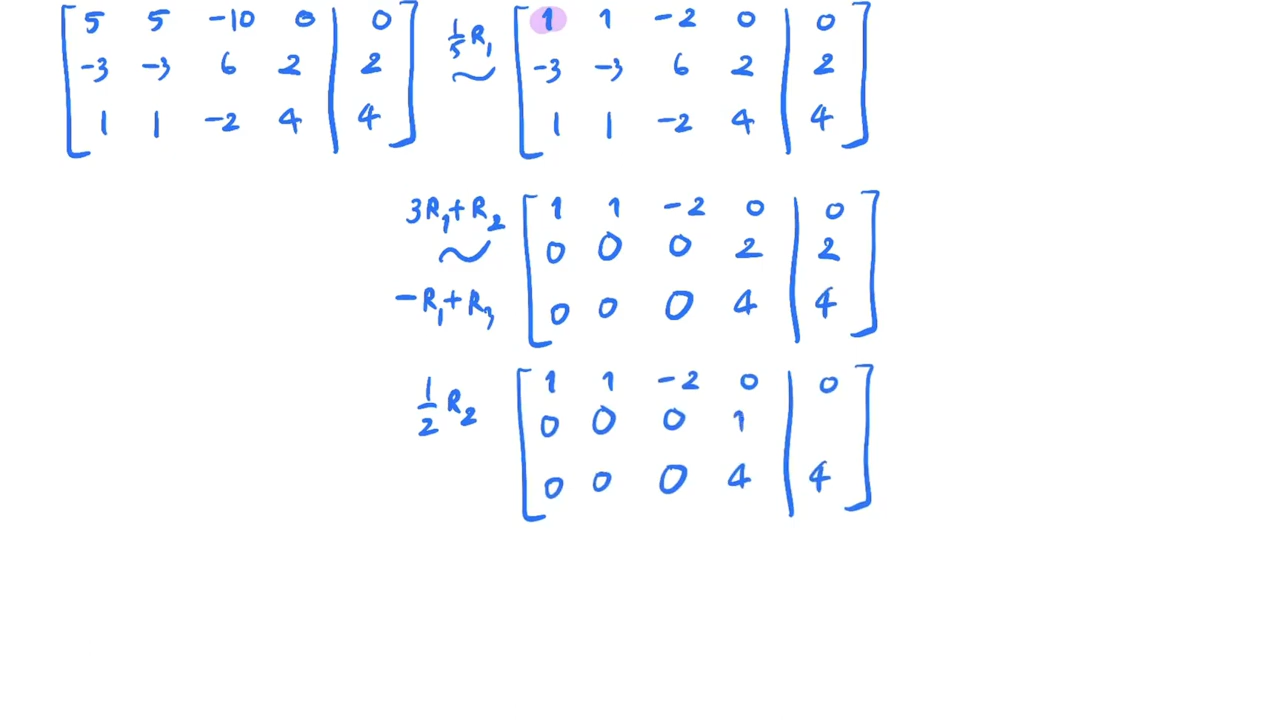 5 5 -10 0 | 0 1/5 R₁ ~ 1 1 -2 0 | 0
-3 -3 6 2 | 2 -3 -3 6 2 | 2
1 1 -2 4 | 4 1 1 -2 4 | 4
3R₁+R₂ ~ 1 1 -2 0 | 0
0 0 0 2 | 2
-R₁+R₃ 0 0 0 4 | 4
1/2 R₂ 1 1 -2 0 | 0
0 0 0 1 |
0 0 0 4 | 4